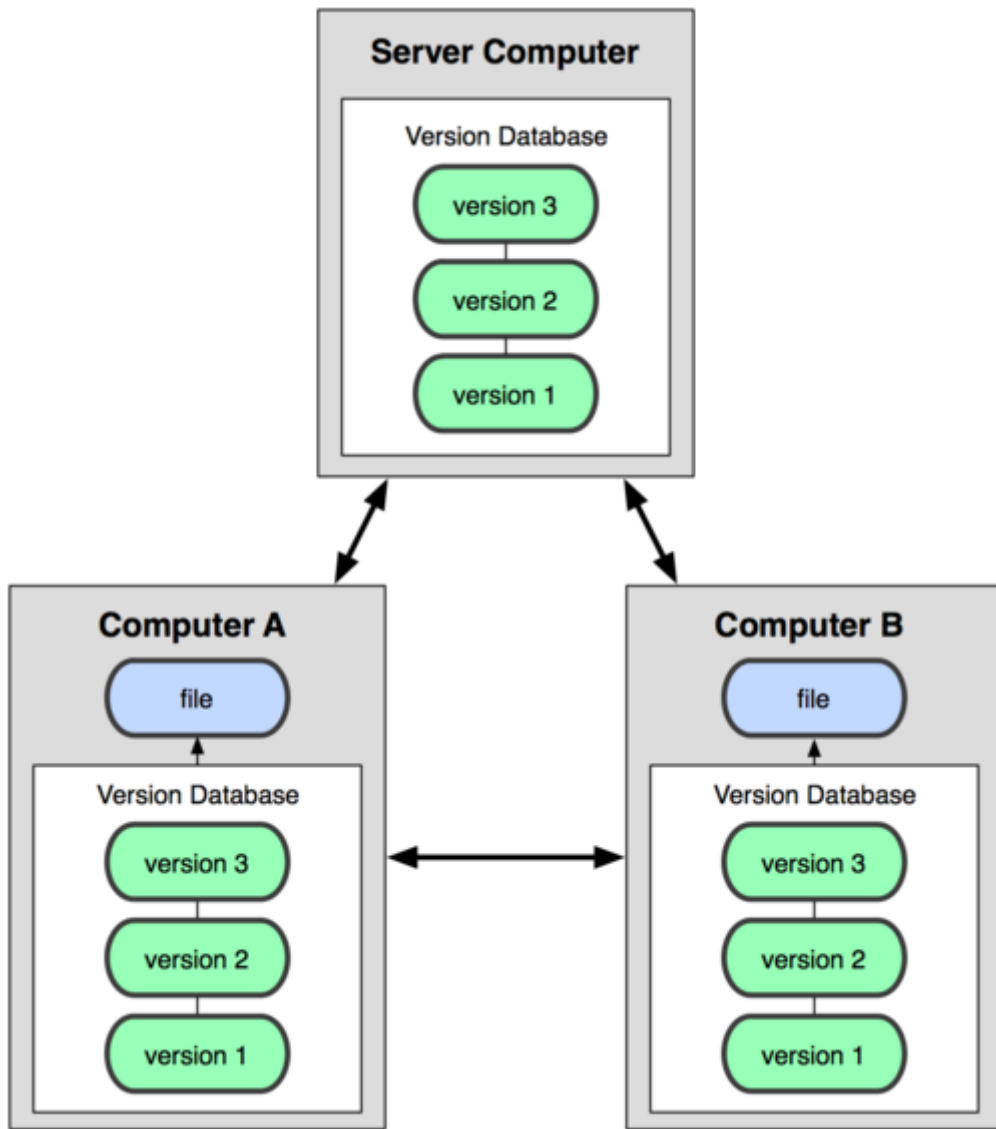 Server Computer
Version Database
version 3
version 2
version 1
Computer A
file
Version Database
version 3
version 2
version 1
Computer B
file
Version Database
version 3
version 2
version 1